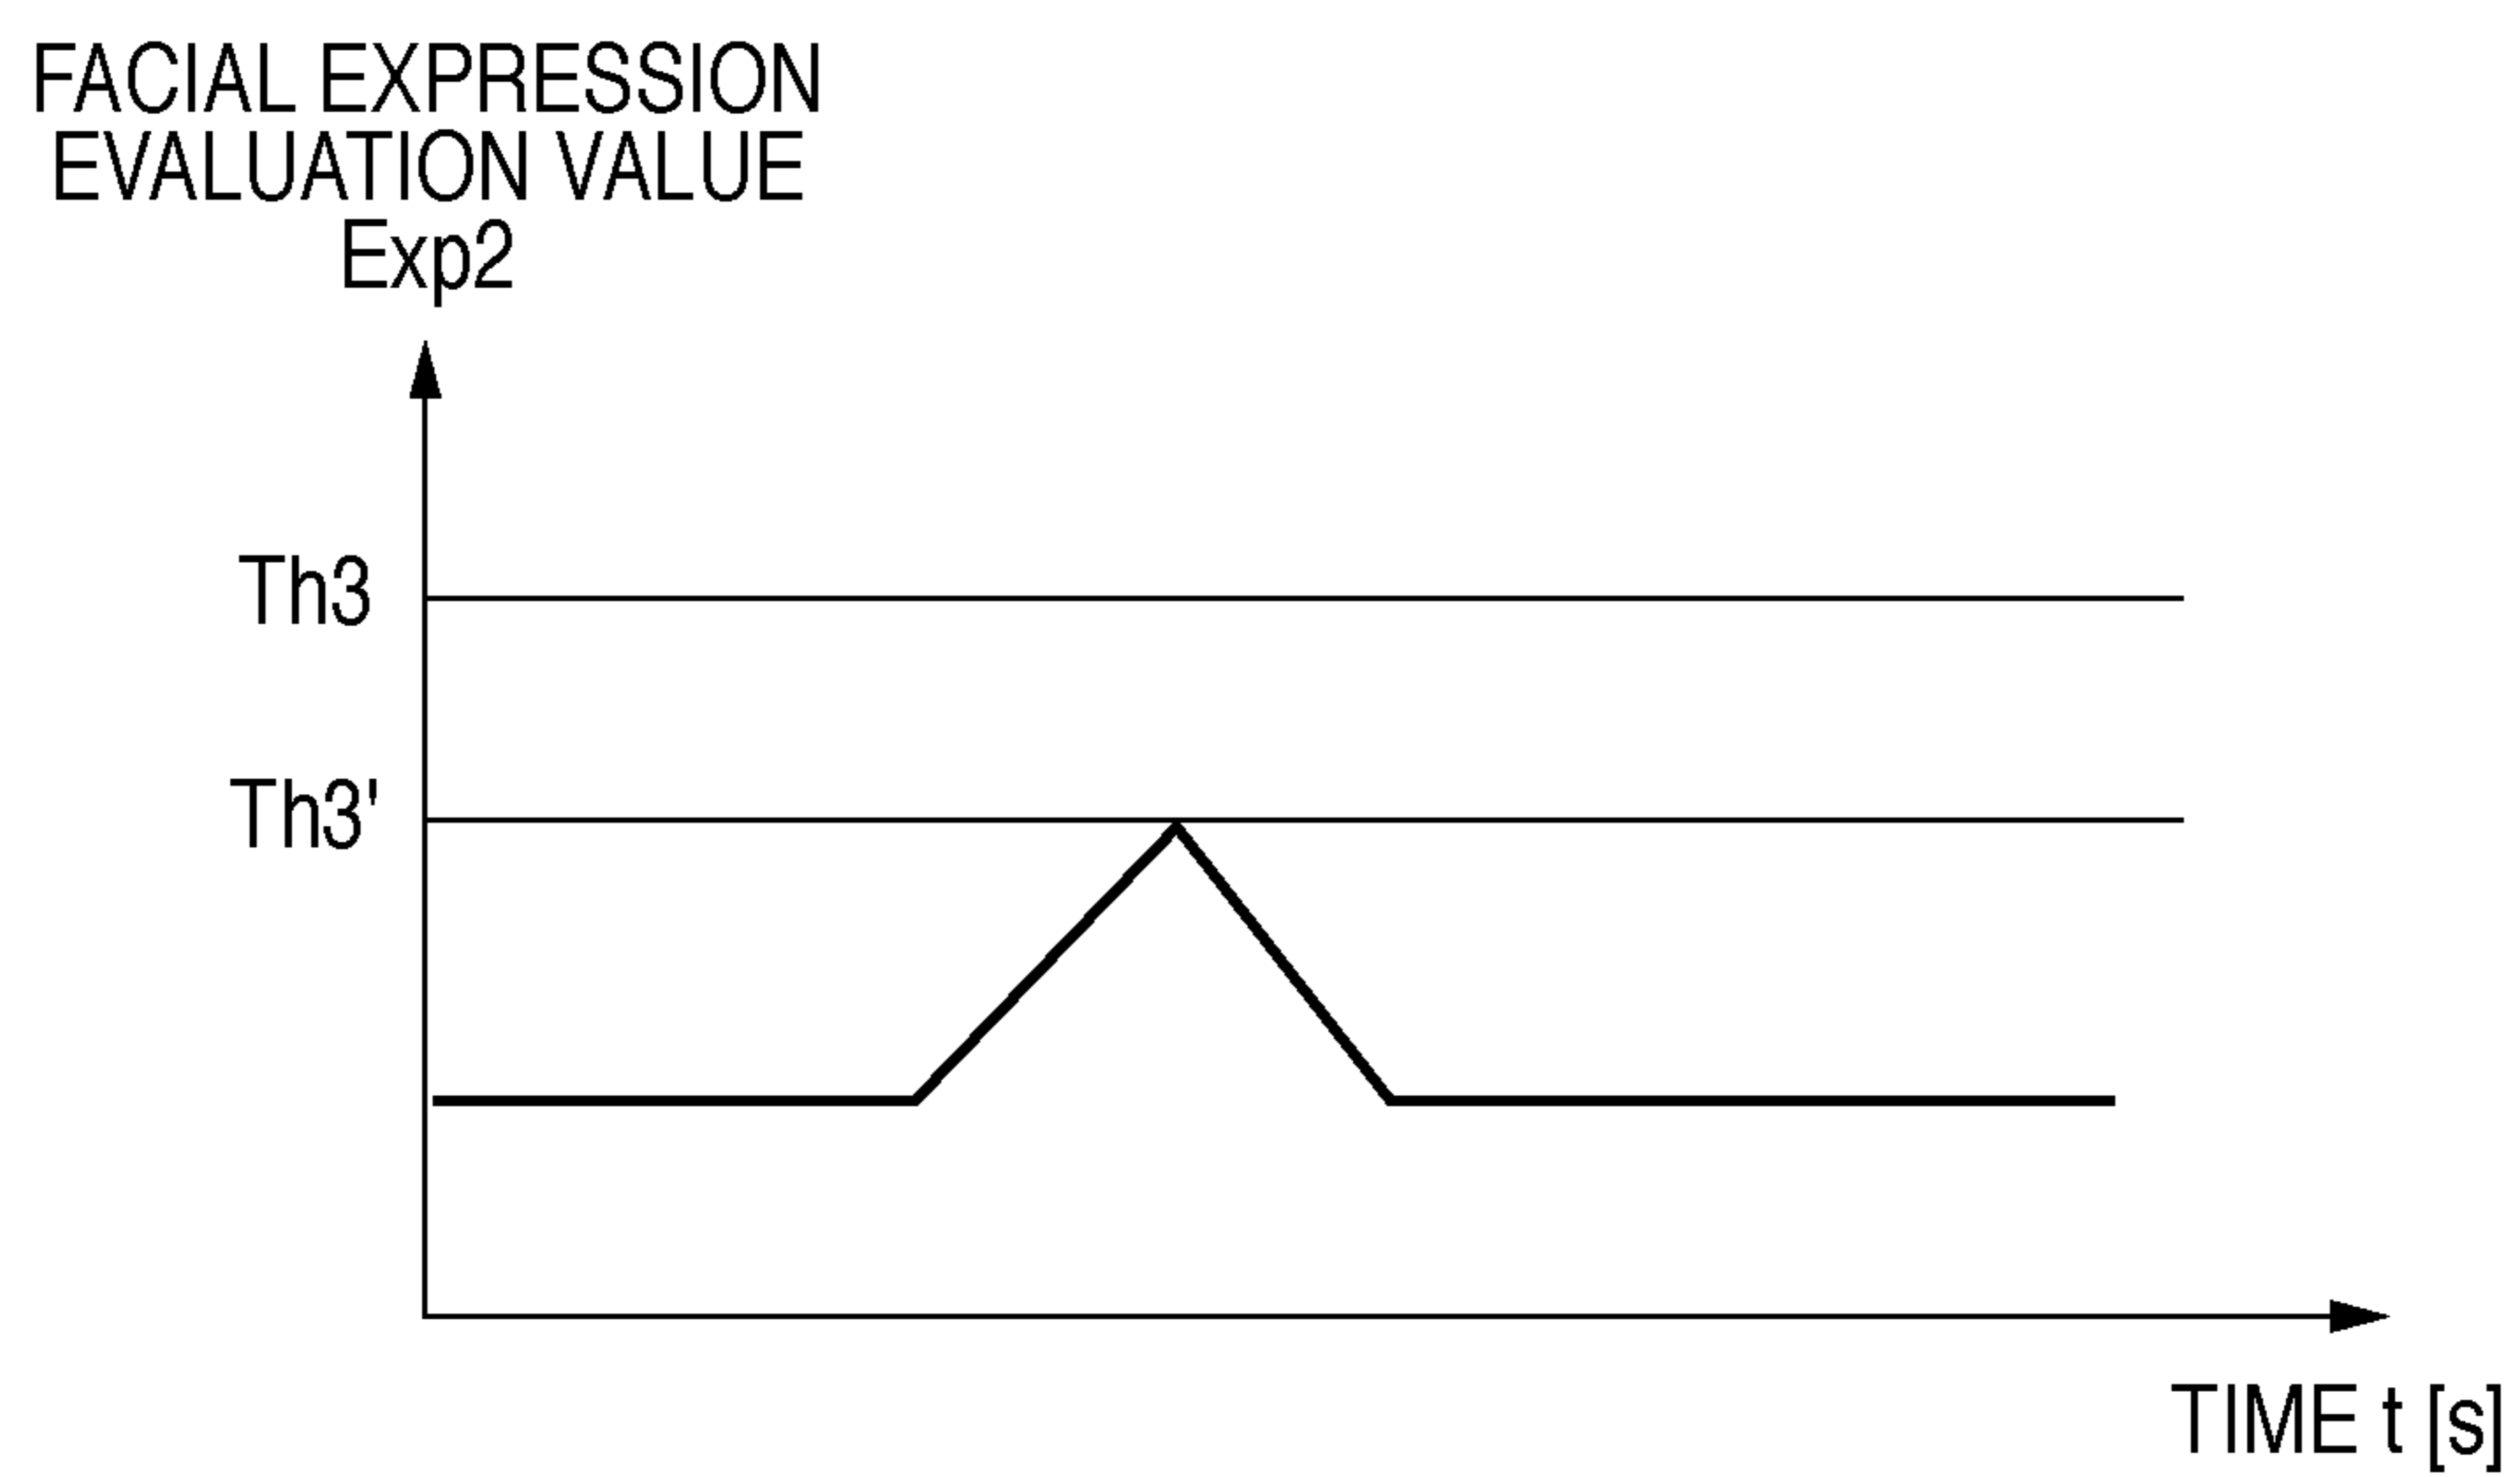 FACIAL EXPRESSION
EVALUATION VALUE
Exp2
Th3
Th3'
TIME t [s]